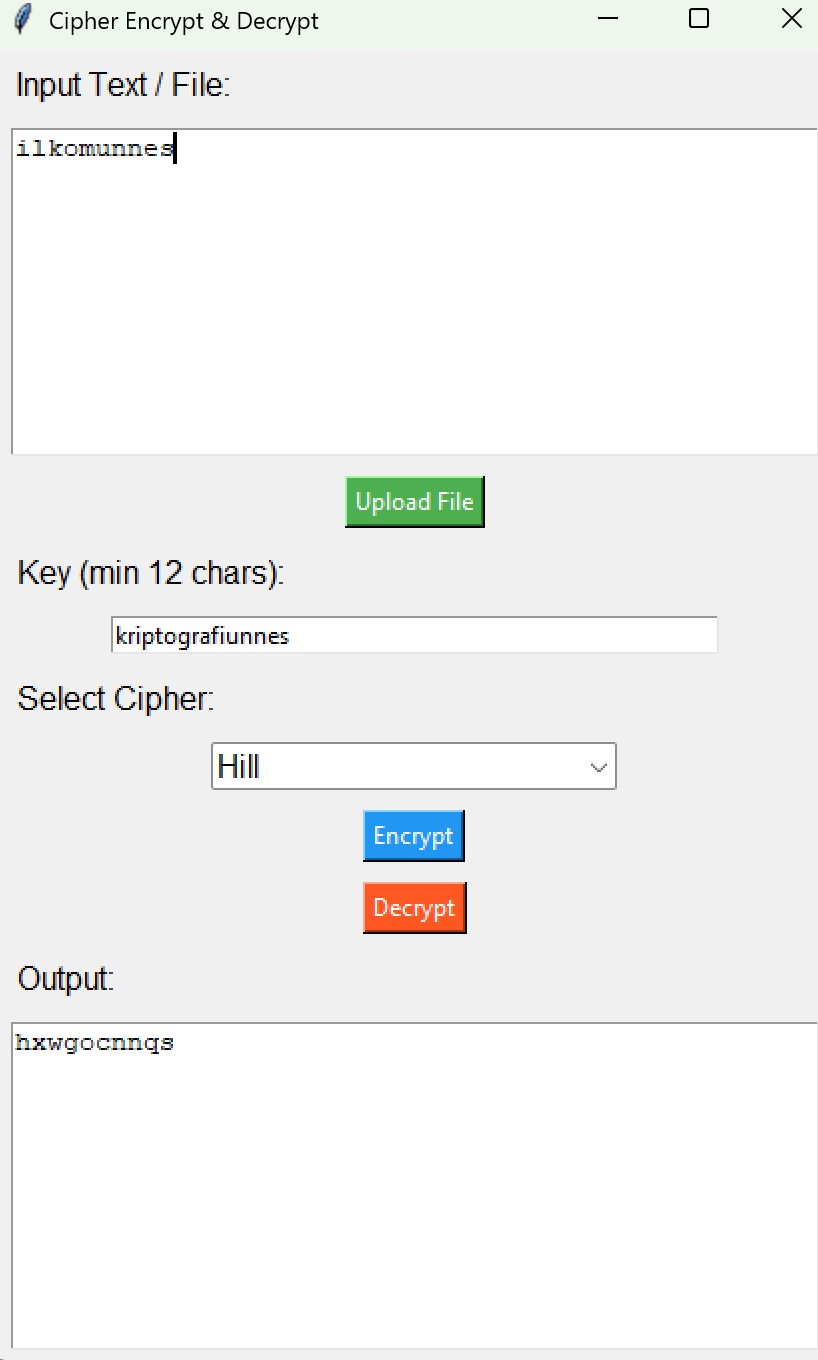 Cipher Encrypt & Decrypt
Input Text / File:
ilkomunnes
Upload File
Key (min 12 chars):
kriptografiunnes
Select Cipher:
Hill
Encrypt
Decrypt
Output:
hxwgocnnqs